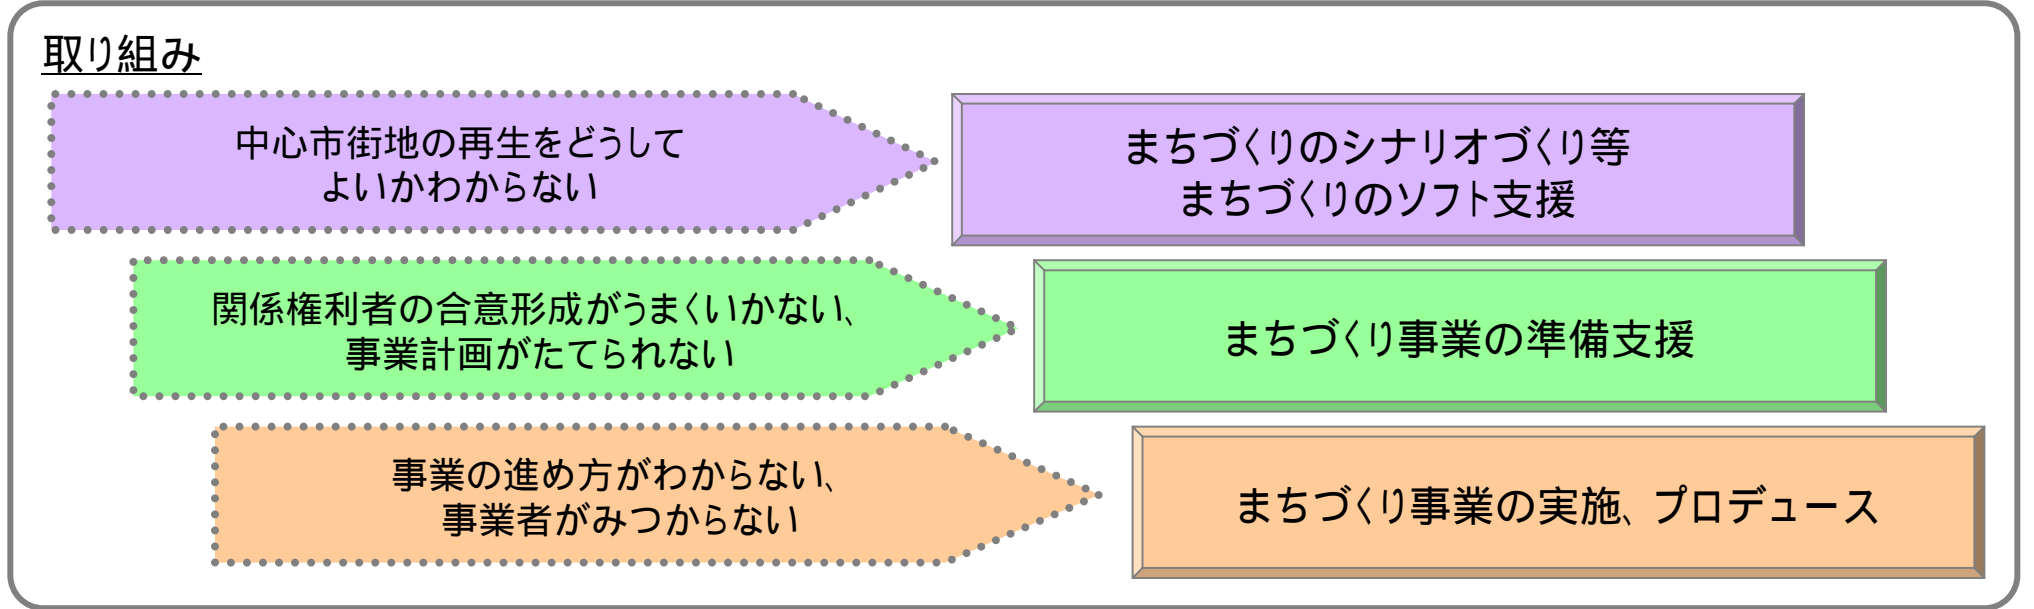 取り組み
中心市街地の再生をどうして
よいかわからない
まちづくりのシナリオづくり等
まちづくりのソフト支援
関係権利者の合意形成がうまくいかない、
事業計画がたてられない
まちづくり事業の準備支援
事業の進め方がわからない、
事業者がみつからない
まちづくり事業の実施、プロデュース